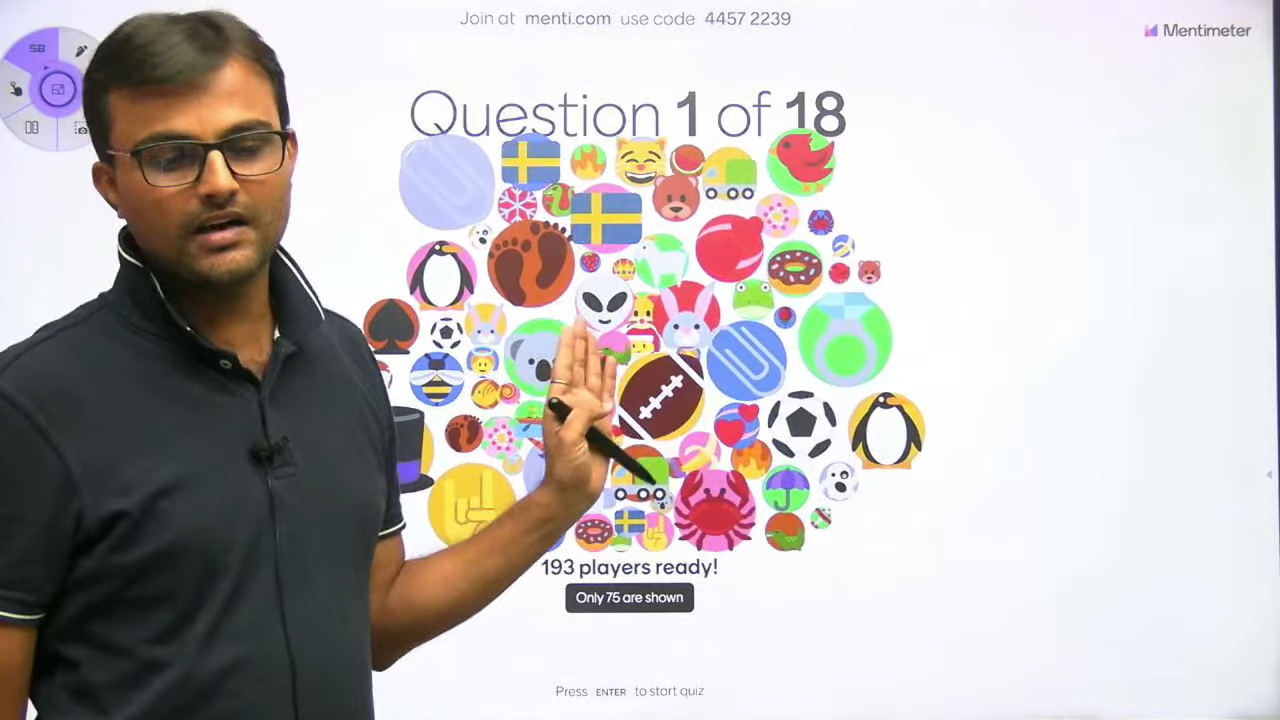 Join at menti.com use code 4457 2239
Mentimeter
SB
Question 1 of 18
193 players ready!
Only 75 are shown
Press ENTER to start quiz